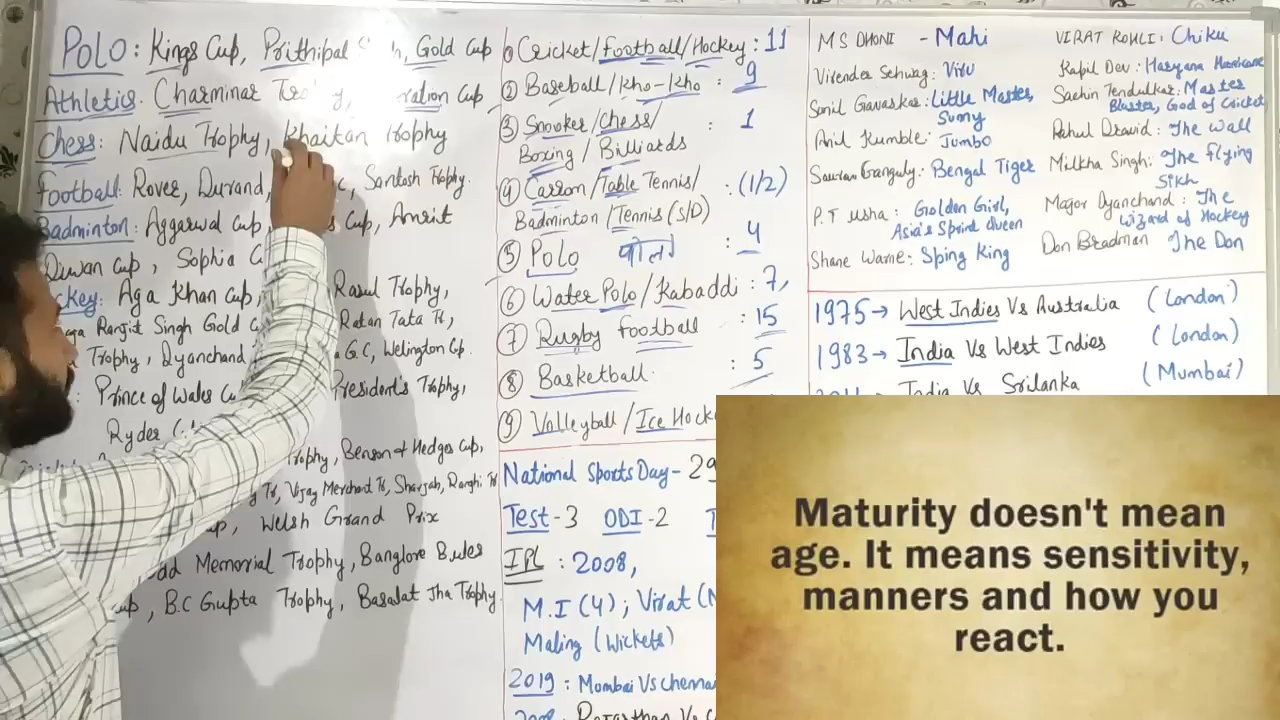 POLO: Kings Cup, Prithipal Gold Cup
Athletics. Charminar Cup
Chess: Naidu Trophy, Khaitan Trophy
Football: Rover, Durand, Santosh Trophy.
Badminton: Aggarwal Cup, Cup, Amrit
Diwan Cup, Sophia
Aga Khan Cup, Rasul Trophy,
Ranjit Singh Gold Ratan Tata Tr,
Trophy, Dyanchand G.C, Welington Cp.
Prince of Wales Cu President's Trophy,
Ryder
Trophy, Benson & Hedges Cup,
Vijay Merchant Tr, Sharjah, Ranghi Tr
Welsh Grand Prix
Memorial Trophy, Banglore Bules
B.C Gupta Trophy, Basalat Jha Trophy.
① Cricket/Football/Hockey: 11
② Baseball/Kho-Kho : 9
③ Snooker/Chess/ : 1
Boxing / Billiards
④ Carrom/Table Tennis/ : (1/2)
Badminton/Tennis (S/D)
⑤ Polo पोलो : 4
⑥ Water Polo/Kabaddi : 7,
⑦ Rugby Football : 15
⑧ Basketball. : 5
⑨ Volleyball/Ice Hock
National Sports Day- 29
Test-3 ODI-2
IPL : 2008,
M.I (4); Virat
Maling (Wickets)
2019 : Mumbai Vs Chenna
MS DHONI - Mahi
Virender Sehwag: Viru
Sunil Gavaskar: Little Master,
Sunny
Anil Kumble: Jumbo
Sourav Ganguly: Bengal Tiger
P.T Usha: Golden Girl,
Asia's Sprint Queen
Shane Warne: Sping King
VIRAT KOHLI: Chiku
Kapil Dev: Haryana Hurricane
Sachin Tendulkar: Master
Blaster, God of Cricket
Rahul Dravid: The Wall
Milkha Singh: The Flying
Sikh
Major Dyanchand: The
Wizard of Hockey
Don Bradman The Don
1975→ West Indies Vs Australia (London)
1983→ India Vs West Indies (London)
India Vs Srilanka (Mumbai)
Maturity doesn't mean
age. It means sensitivity,
manners and how you
react.